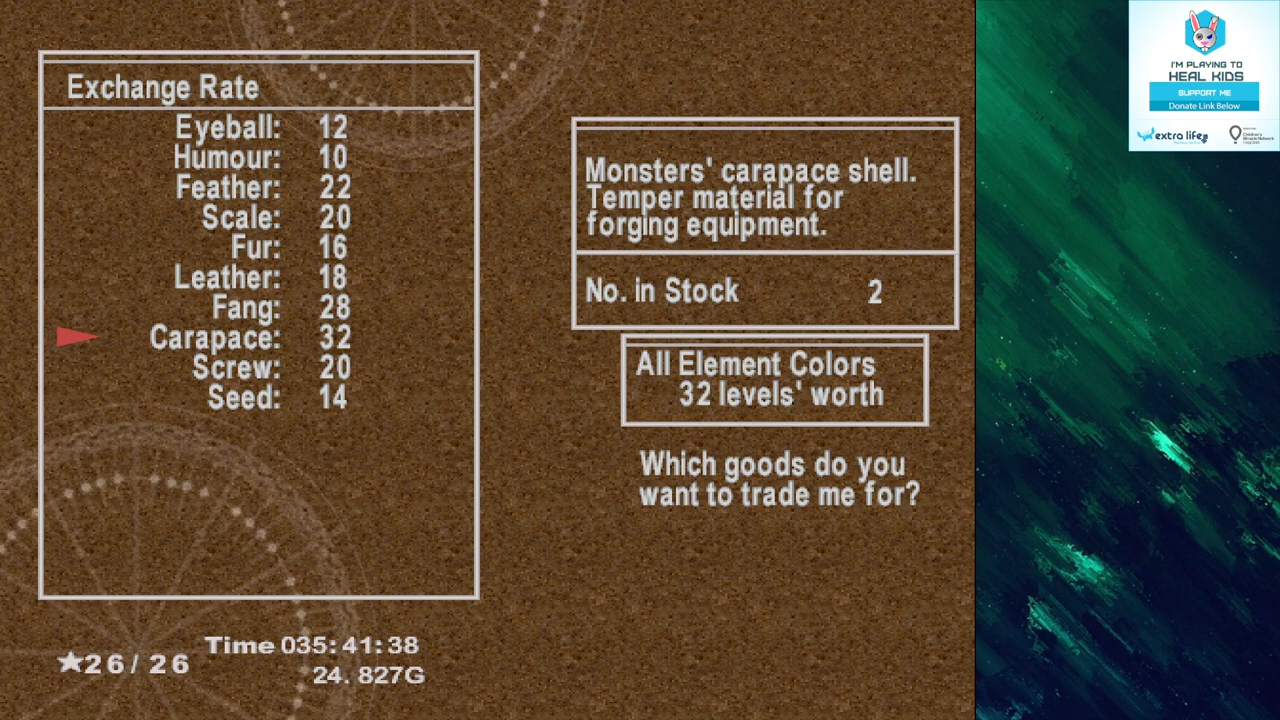 Exchange Rate
Eyeball: 12
Humour: 10
Feather: 22
Scale: 20
Fur: 16
Leather: 18
Fang: 28
Carapace: 32
Screw: 20
Seed: 14
Monsters' carapace shell.
Temper material for
forging equipment.
No. in Stock 2
All Element Colors
32 levels' worth
Which goods do you
want to trade me for?
Time 035:41:38
★26/26
24. 827G
I'M PLAYING TO
HEAL KIDS
SUPPORT ME
Donate Link Below
extra life